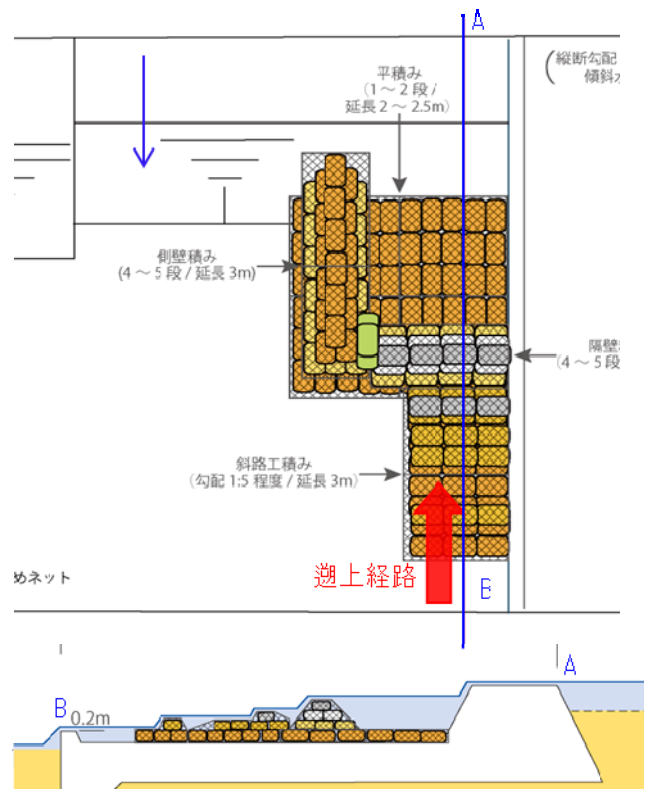 A
(縦断勾配
傾斜
平積み
(1～2段/
延長2～2.5m)
側壁積み
(4～5段/延長3m)
隔壁
(4～5段
斜路工積み
(勾配1:5程度/延長3m)
遡上経路
めネット
B
A
B
0.2m